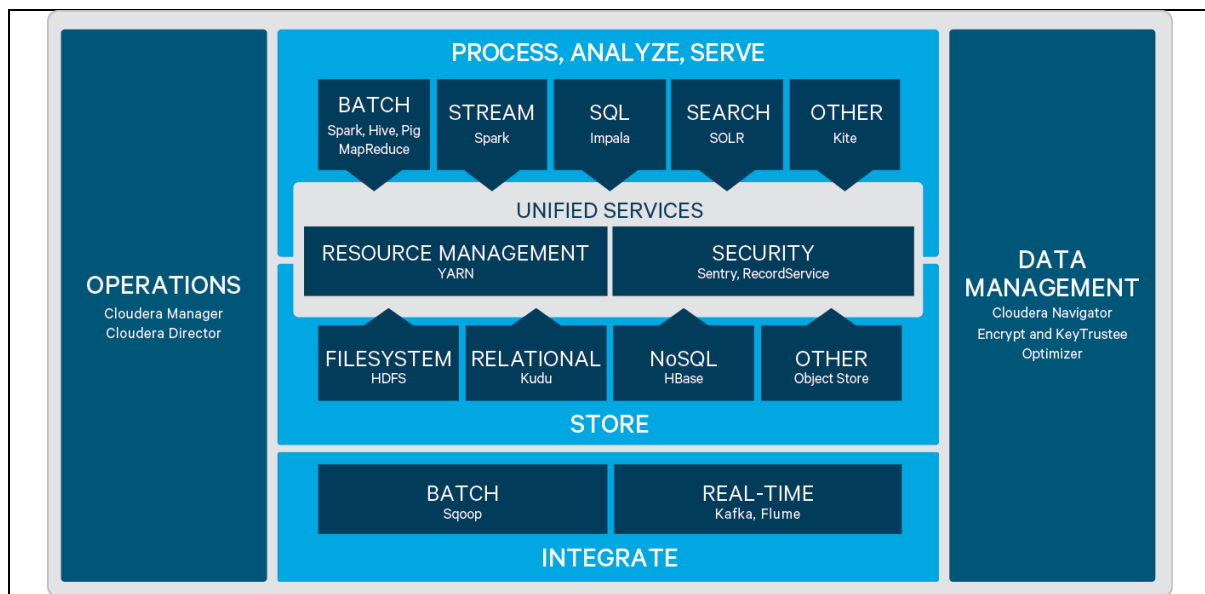 PROCESS, ANALYZE, SERVE
BATCH
Spark, Hive, Pig
MapReduce
STREAM
Spark
SQL
Impala
SEARCH
SOLR
OTHER
Kite
UNIFIED SERVICES
RESOURCE MANAGEMENT
YARN
SECURITY
Sentry, RecordService
OPERATIONS
Cloudera Manager
Cloudera Director
DATA
MANAGEMENT
Cloudera Navigator
Encrypt and KeyTrustee
Optimizer
FILESYSTEM
HDFS
RELATIONAL
Kudu
NoSQL
HBase
OTHER
Object Store
STORE
BATCH
Sqoop
REAL-TIME
Kafka, Flume
INTEGRATE